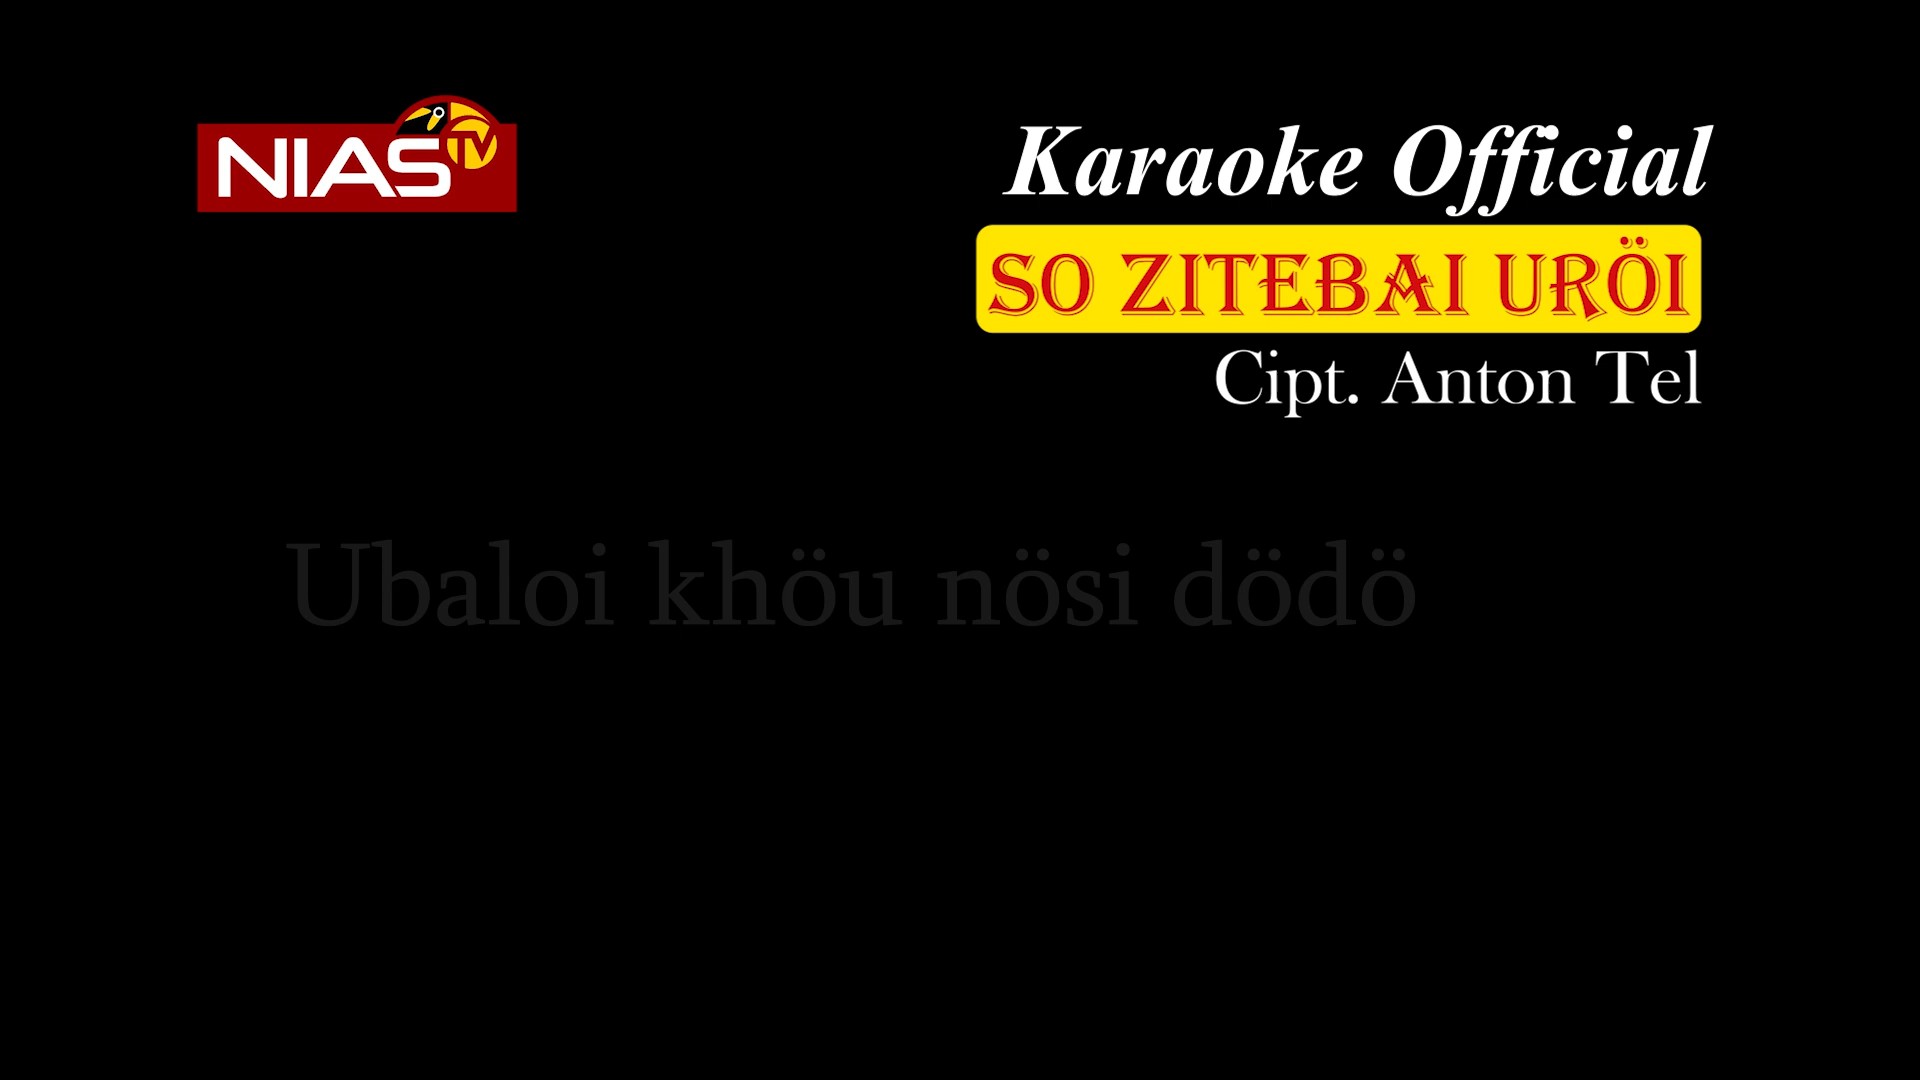 NIAS TV
Karaoke Official
SO ZITEBAI URÖI
Cipt. Anton Tel
Ubaloi khöu nösi dödö